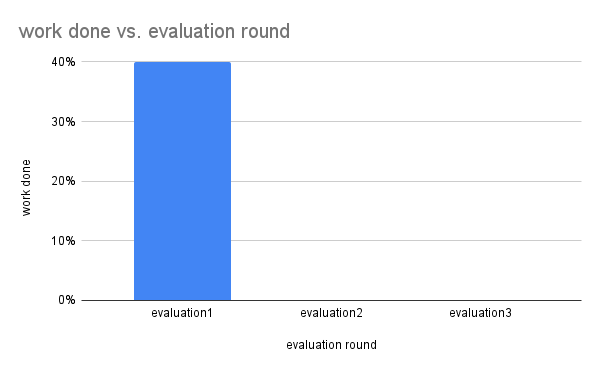 work done vs. evaluation round
40%
30%
20%
10%
0%
work done
evaluation1
evaluation2
evaluation3
evaluation round